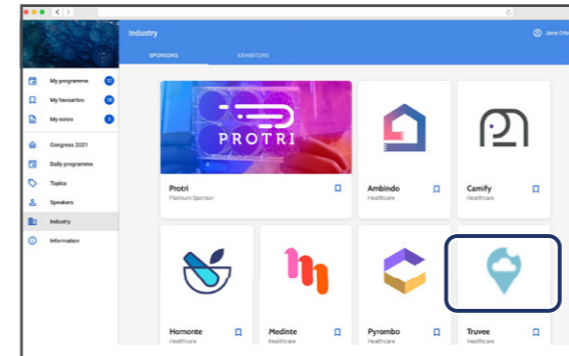 Industry
Jane Orte
SPONSORS
EXHIBITORS
My programme
My favourites
My notes
Congress 2021
Daily programme
Topics
Speakers
Industry
Information
PROTRI
Protri
Platinum Sponsor
Ambindo
Healthcare
Camify
Healthcare
Homonte
Healthcare
Medinte
Healthcare
Pyrombo
Healthcare
Truvee
Healthcare